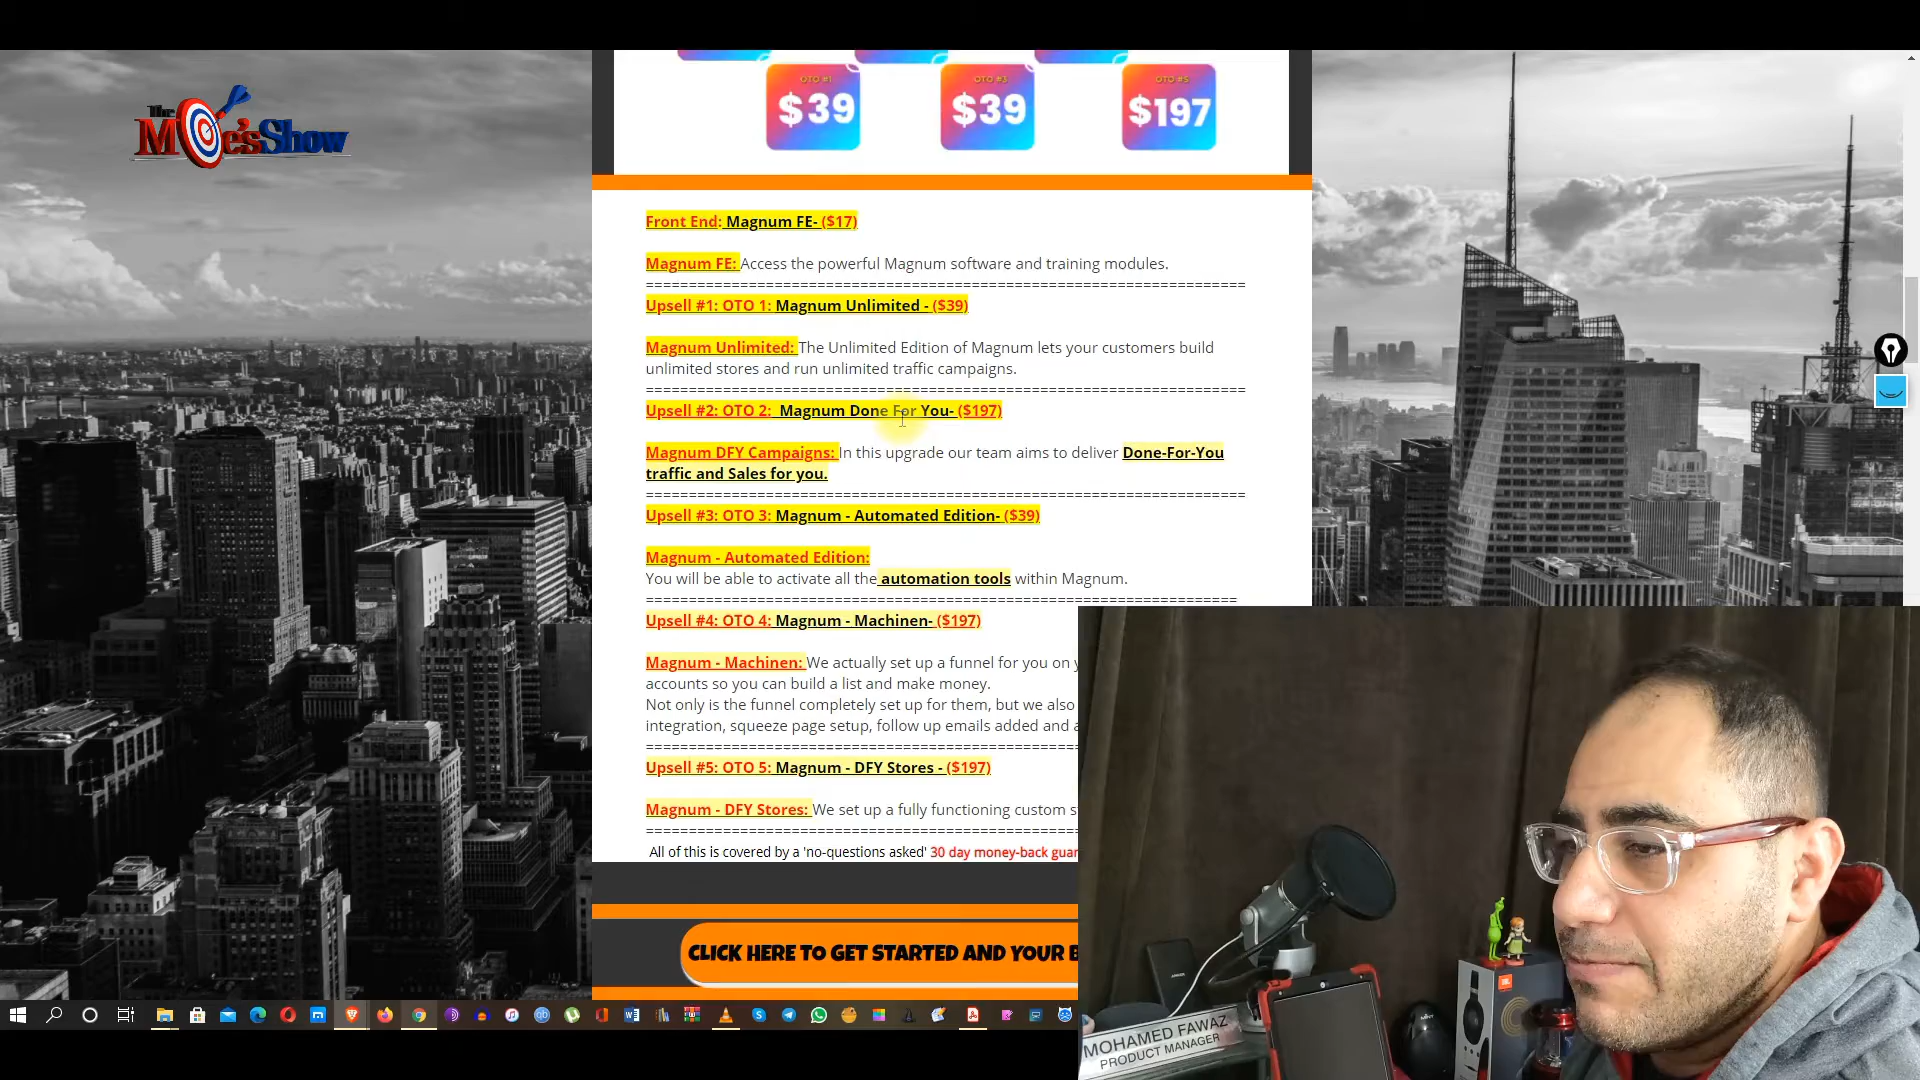 The
Moe'sShow
OTO #1
$39
OTO #3
$39
OTO #5
$197
Front End: Magnum FE- ($17)
Magnum FE: Access the powerful Magnum software and training modules.
======================================================================
Upsell #1: OTO 1: Magnum Unlimited - ($39)
Magnum Unlimited: The Unlimited Edition of Magnum lets your customers build
unlimited stores and run unlimited traffic campaigns.
======================================================================
Upsell #2: OTO 2: Magnum Done For You- ($197)
Magnum DFY Campaigns: In this upgrade our team aims to deliver Done-For-You
traffic and Sales for you.
======================================================================
Upsell #3: OTO 3: Magnum - Automated Edition- ($39)
Magnum - Automated Edition:
You will be able to activate all the automation tools within Magnum.
=====================================================================
Upsell #4: OTO 4: Magnum - Machinen- ($197)
Magnum - Machinen: We actually set up a funnel for you on
accounts so you can build a list and make money.
Not only is the funnel completely set up for them, but we also
integration, squeeze page setup, follow up emails added and
==================================================
Upsell #5: OTO 5: Magnum - DFY Stores - ($197)
Magnum - DFY Stores: We set up a fully functioning custom
==================================================
All of this is covered by a 'no-questions asked' 30 day money-back
CLICK HERE TO GET STARTED AND YOUR
MOHAMED FAWAZ
PRODUCT MANAGER
JBL